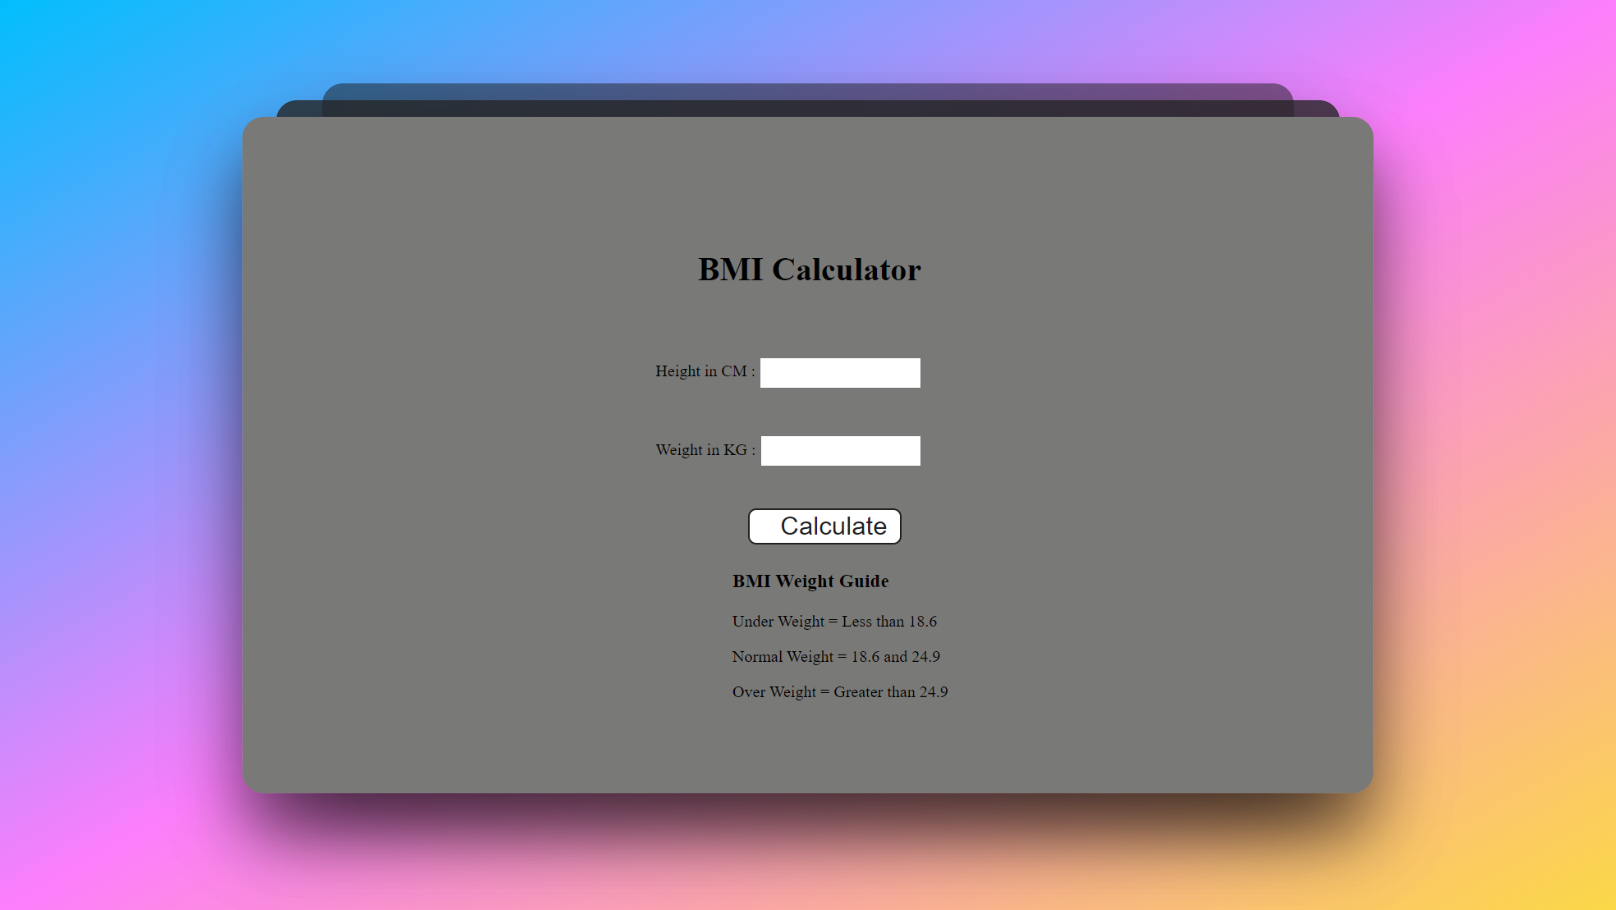 BMI Calculator
Height in CM :
Weight in KG :
Calculate
BMI Weight Guide
Under Weight = Less than 18.6
Normal Weight = 18.6 and 24.9
Over Weight = Greater than 24.9